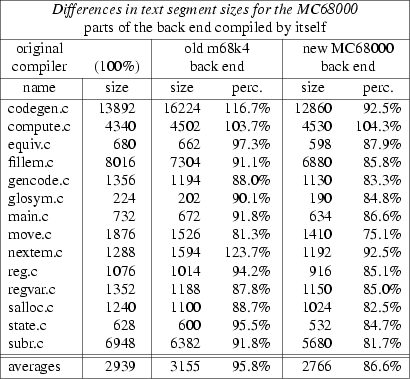 Differences in text segment sizes for the MC68000
parts of the back end compiled by itself
original old m68k4 new MC68000
compiler (100%) back end back end
name size size perc. size perc.
codegen.c 13892 16224 116.7% 12860 92.5%
compute.c 4340 4502 103.7% 4530 104.3%
equiv.c 680 662 97.3% 598 87.9%
fillem.c 8016 7304 91.1% 6880 85.8%
gencode.c 1356 1194 88.0% 1130 83.3%
glosym.c 224 202 90.1% 190 84.8%
main.c 732 672 91.8% 634 86.6%
move.c 1876 1526 81.3% 1410 75.1%
nextem.c 1288 1594 123.7% 1192 92.5%
reg.c 1076 1014 94.2% 916 85.1%
regvar.c 1352 1188 87.8% 1150 85.0%
salloc.c 1240 1100 88.7% 1024 82.5%
state.c 628 600 95.5% 532 84.7%
subr.c 6948 6382 91.8% 5680 81.7%
averages 2939 3155 95.8% 2766 86.6%